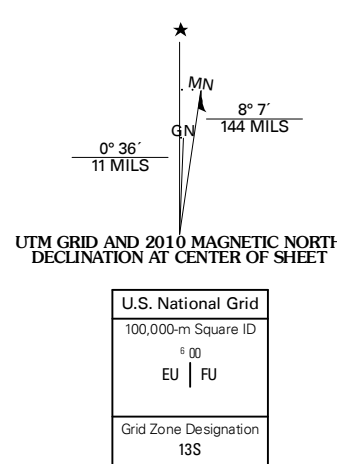 MN
GN
8° 7´
144 MILS
0° 36´
11 MILS
UTM GRID AND 2010 MAGNETIC NORTH
DECLINATION AT CENTER OF SHEET
U.S. National Grid
100,000-m Square ID
6 00
EU FU
Grid Zone Designation
13S